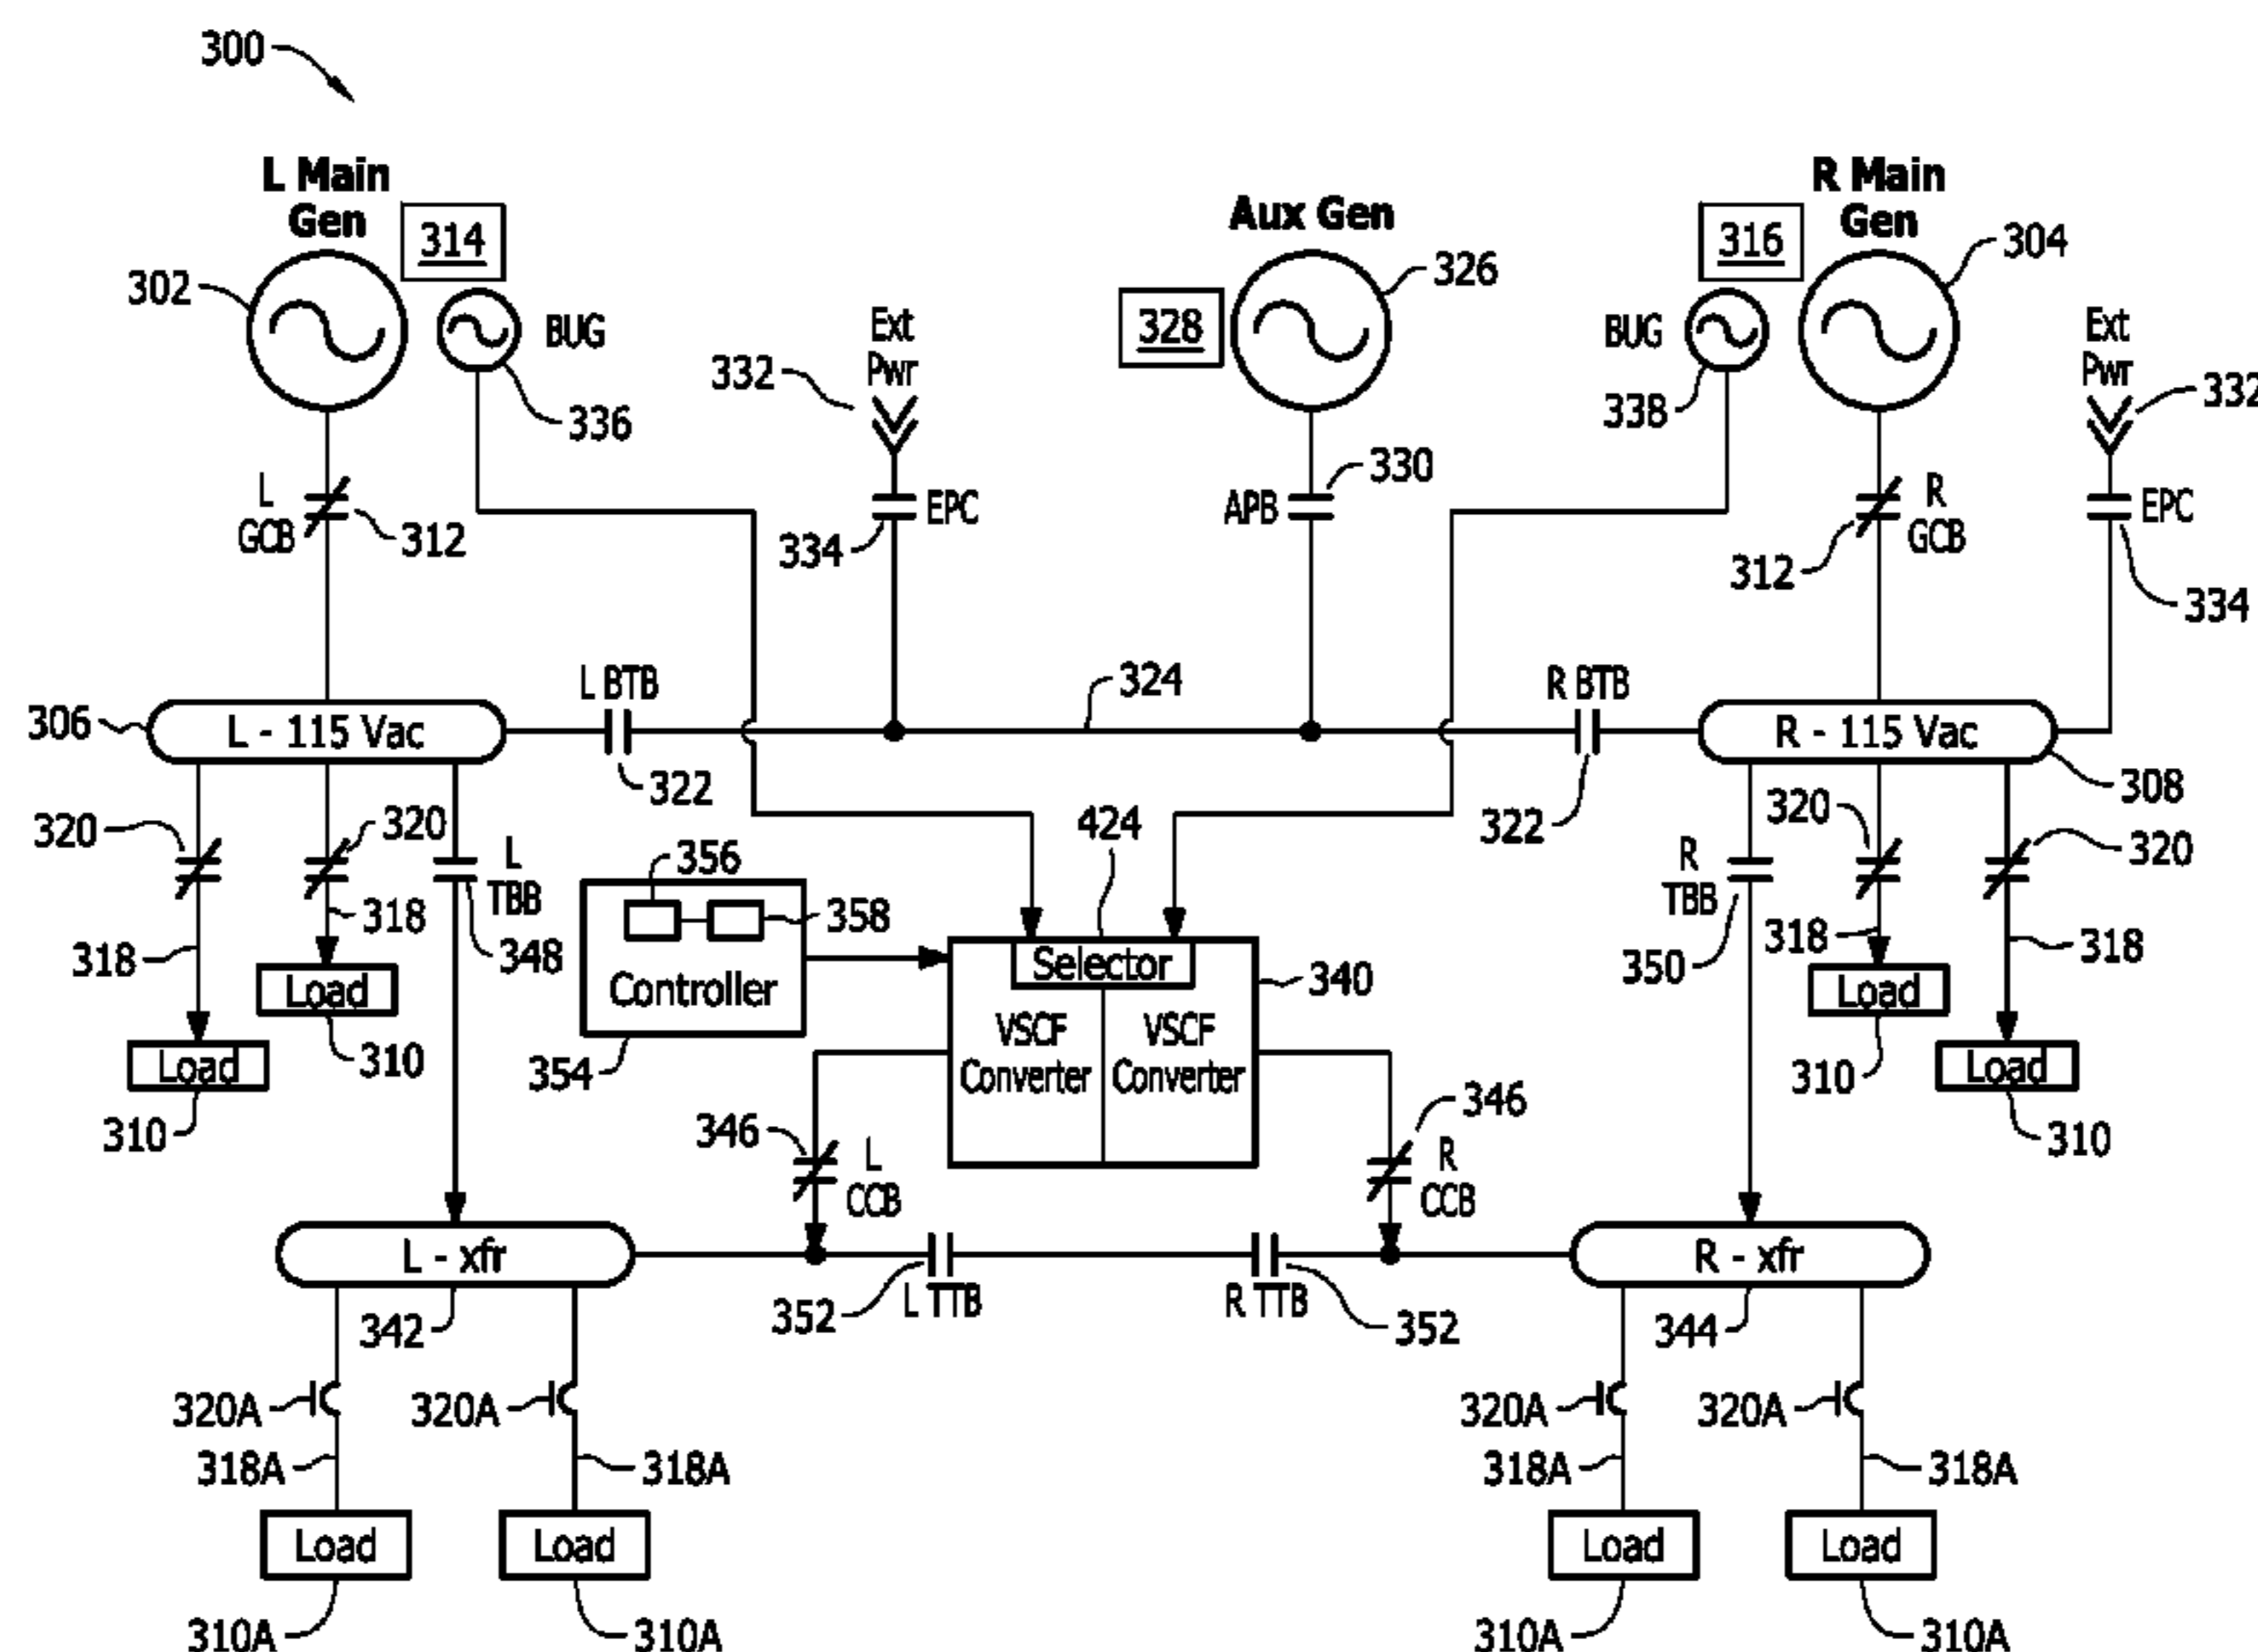 300
L Main
Gen
314
302
BUG
336
332
Ext
Pwr
Aux Gen
328
326
316
R Main
Gen
304
BUG
338
Ext
Pwr
332
L
GCB
312
334
EPC
APB
330
312
R
GCB
EPC
334
306
L - 115 Vac
L BTB
322
324
R BTB
322
R - 115 Vac
308
320
320
L
TBB
348
318
318
Load
310
Load
310
356
358
Controller
354
424
Selector
340
VSCF
Converter
VSCF
Converter
R
TBB
350
320
320
318
318
Load
310
Load
310
346
L
CCB
346
R
CCB
L - xfr
342
352
L TTB
R TTB
352
R - xfr
344
320A
320A
320A
320A
318A
318A
318A
318A
Load
Load
Load
Load
310A
310A
310A
310A